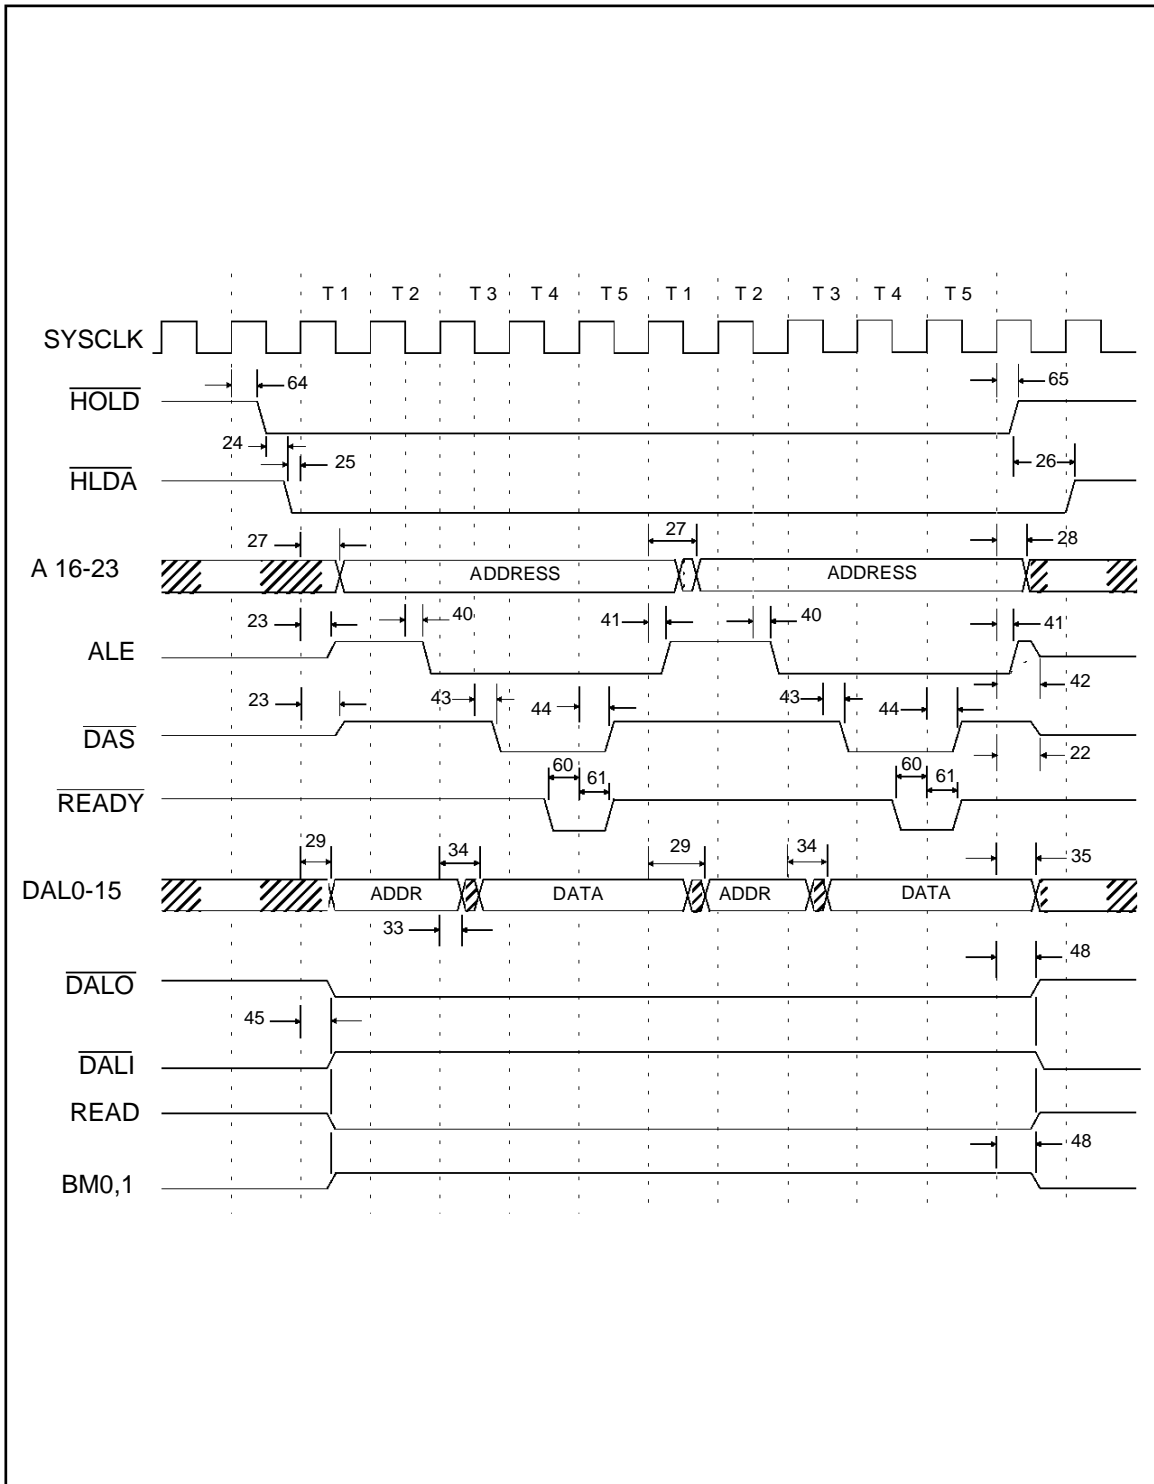 T 1 T 2 T 3 T 4 T 5 T 1 T 2 T 3 T 4 T 5
SYSCLK
64 65
HOLD
24 25 26
HLDA
27 27 28
A 16-23 ADDRESS ADDRESS
23 40 41 40 41
ALE
42
23 43 44 43 44
DAS
22
60 61 60 61
READY
29 34 29 34 35
DAL0-15 ADDR DATA ADDR DATA
33
48
DALO
45
DALI
READ
48
BM0,1